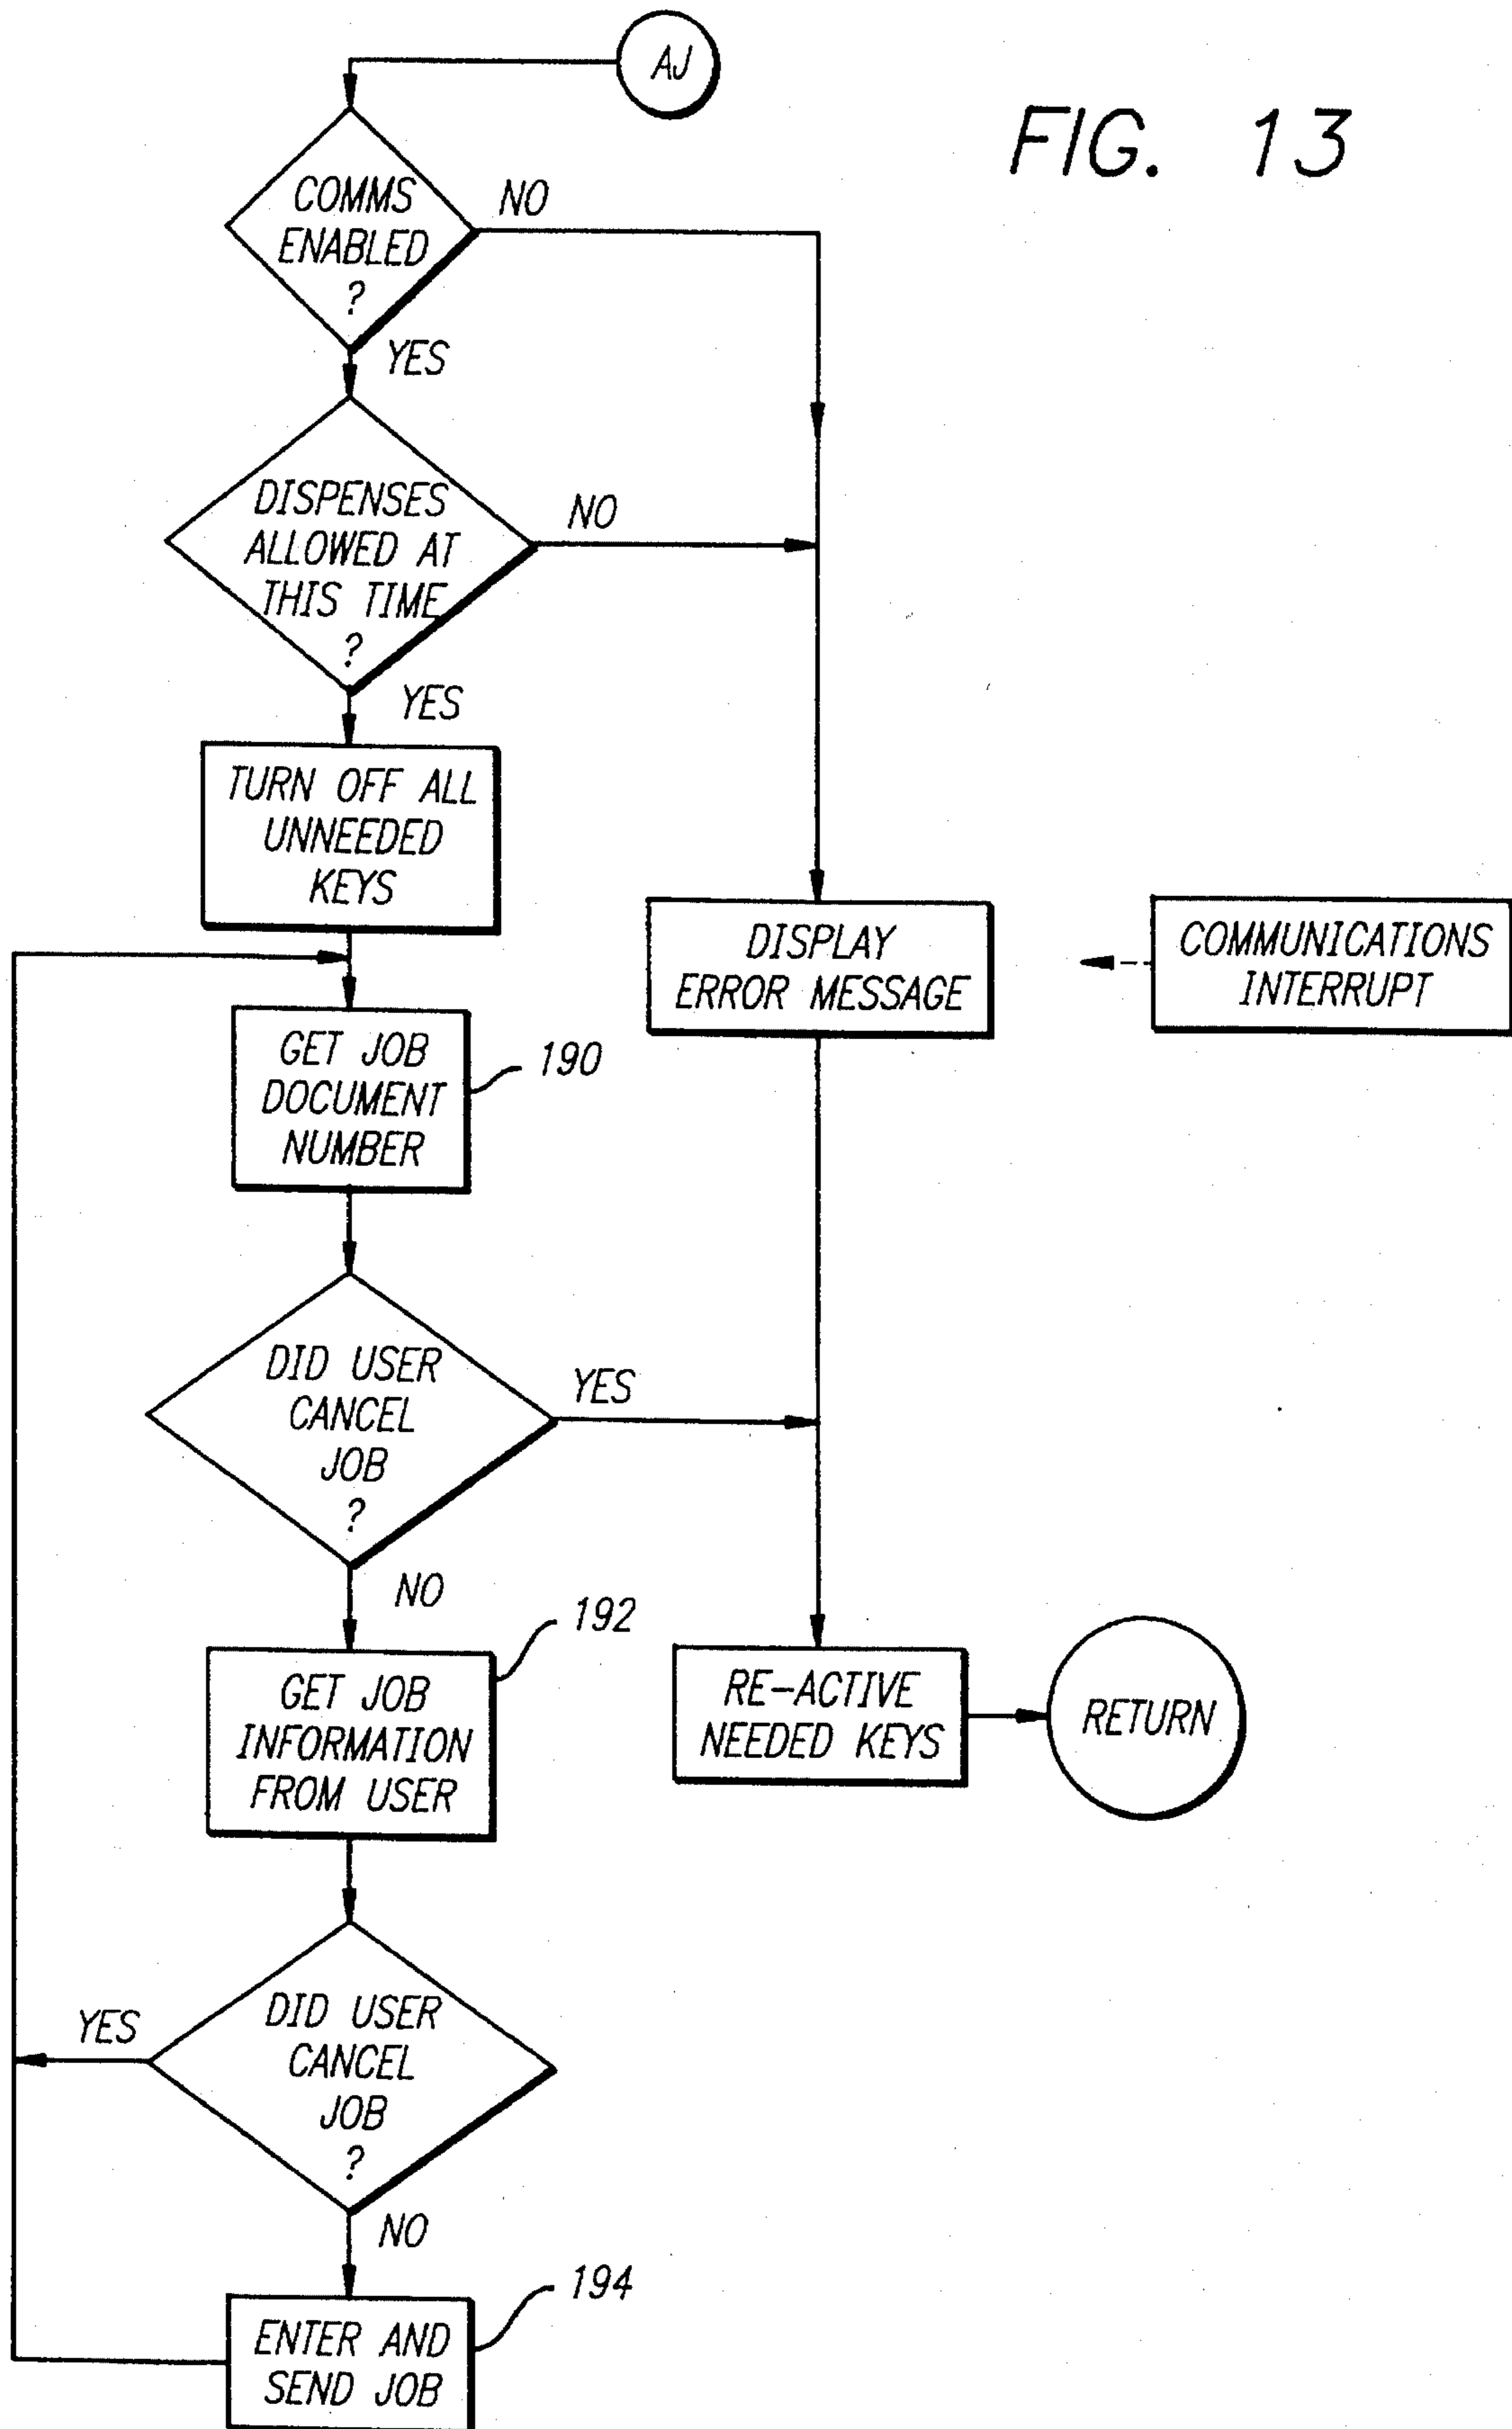 AJ
FIG. 13
COMMS
ENABLED
?
NO
YES
DISPENSES
ALLOWED AT
THIS TIME
?
NO
YES
TURN OFF ALL
UNNEEDED
KEYS
DISPLAY
ERROR MESSAGE
COMMUNICATIONS
INTERRUPT
GET JOB
DOCUMENT
NUMBER
190
DID USER
CANCEL
JOB
?
YES
NO
192
GET JOB
INFORMATION
FROM USER
RE-ACTIVE
NEEDED KEYS
RETURN
DID USER
CANCEL
JOB
?
YES
NO
194
ENTER AND
SEND JOB